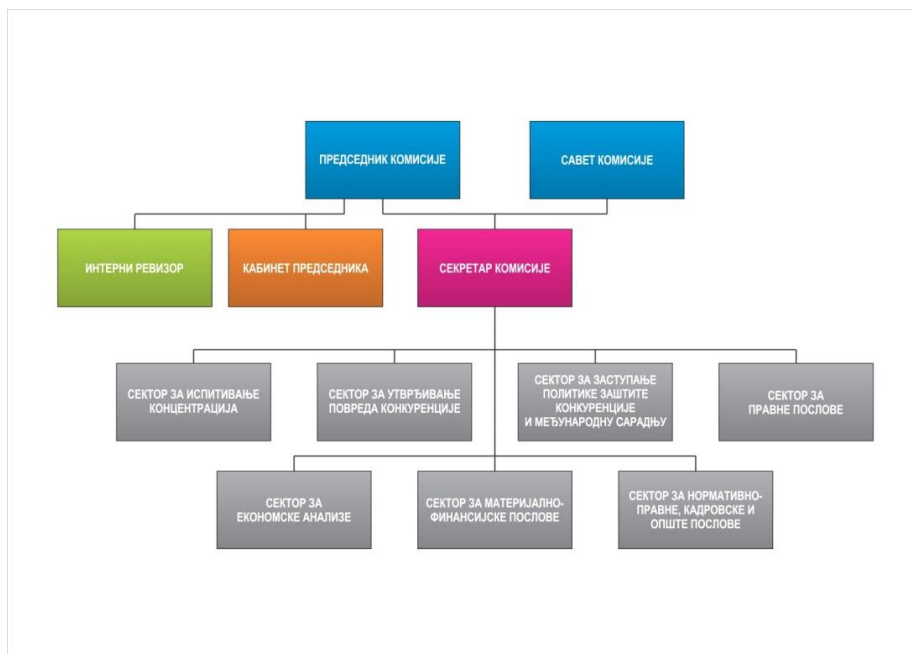 ПРЕДСЕДНИК КОМИСИЈЕ
САВЕТ КОМИСИЈЕ
ИНТЕРНИ РЕВИЗОР
КАБИНЕТ ПРЕДСЕДНИКА
СЕКРЕТАР КОМИСИЈЕ
СЕКТОР ЗА ИСПИТИВАЊЕ
КОНЦЕНТРАЦИЈА
СЕКТОР ЗА УТВРЂИВАЊЕ
ПОВРЕДА КОНКУРЕНЦИЈЕ
СЕКТОР ЗА ЗАСТУПАЊЕ
ПОЛИТИКЕ ЗАШТИТЕ
КОНКУРЕНЦИЈЕ
И МЕЂУНАРОДНУ САРАДЊУ
СЕКТОР ЗА
ПРАВНЕ ПОСЛОВЕ
СЕКТОР ЗА
ЕКОНОМСКЕ АНАЛИЗЕ
СЕКТОР ЗА МАТЕРИЈАЛНО-
ФИНАНСИЈСКЕ ПОСЛОВЕ
СЕКТОР ЗА НОРМАТИВНО-
ПРАВНЕ, КАДРОВСКЕ И
ОПШТЕ ПОСЛОВЕ